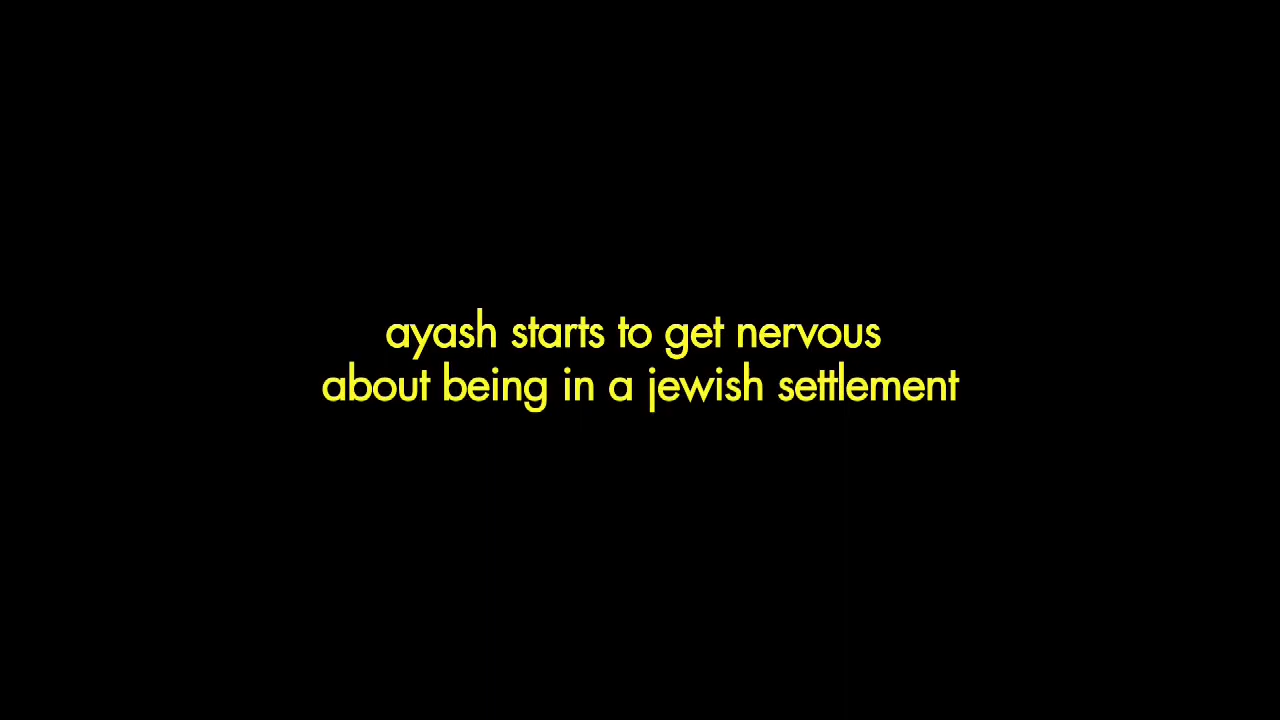 ayash starts to get nervous
about being in a jewish settlement